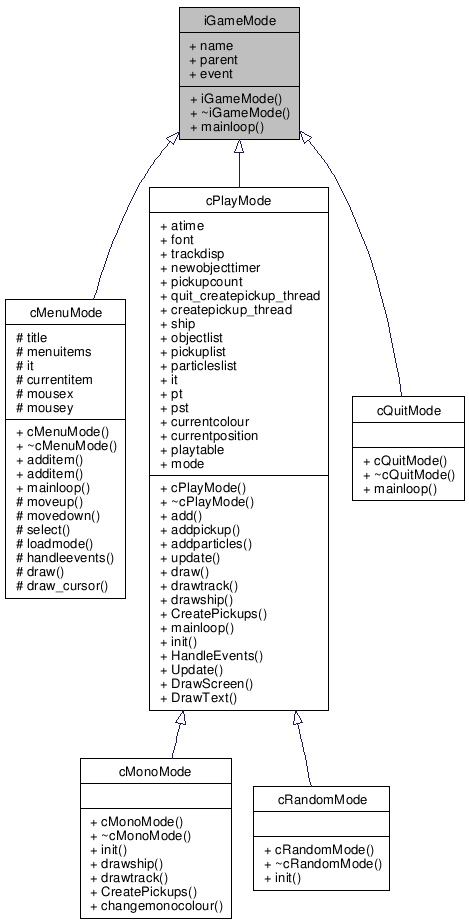 iGameMode
+ name
+ parent
+ event
+ iGameMode()
+ ~iGameMode()
+ mainloop()
cPlayMode
+ atime
+ font
+ trackdisp
+ newobjecttimer
+ pickupcount
+ quit_createpickup_thread
+ createpickup_thread
+ ship
+ objectlist
+ pickuplist
+ particleslist
+ it
+ pt
+ pst
+ currentcolour
+ currentposition
+ playtable
+ mode
+ cPlayMode()
+ ~cPlayMode()
+ add()
+ addpickup()
+ addparticles()
+ update()
+ draw()
+ drawtrack()
+ drawship()
+ CreatePickups()
+ mainloop()
+ init()
+ HandleEvents()
+ Update()
+ DrawScreen()
+ DrawText()
cMenuMode
# title
# menuitems
# it
# currentitem
# mousex
# mousey
+ cMenuMode()
+ ~cMenuMode()
+ additem()
+ additem()
+ mainloop()
# moveup()
# movedown()
# select()
# loadmode()
# handleevents()
# draw()
# draw_cursor()
cQuitMode
+ cQuitMode()
+ ~cQuitMode()
+ mainloop()
cMonoMode
+ cMonoMode()
+ ~cMonoMode()
+ init()
+ drawship()
+ drawtrack()
+ CreatePickups()
+ changemonocolour()
cRandomMode
+ cRandomMode()
+ ~cRandomMode()
+ init()